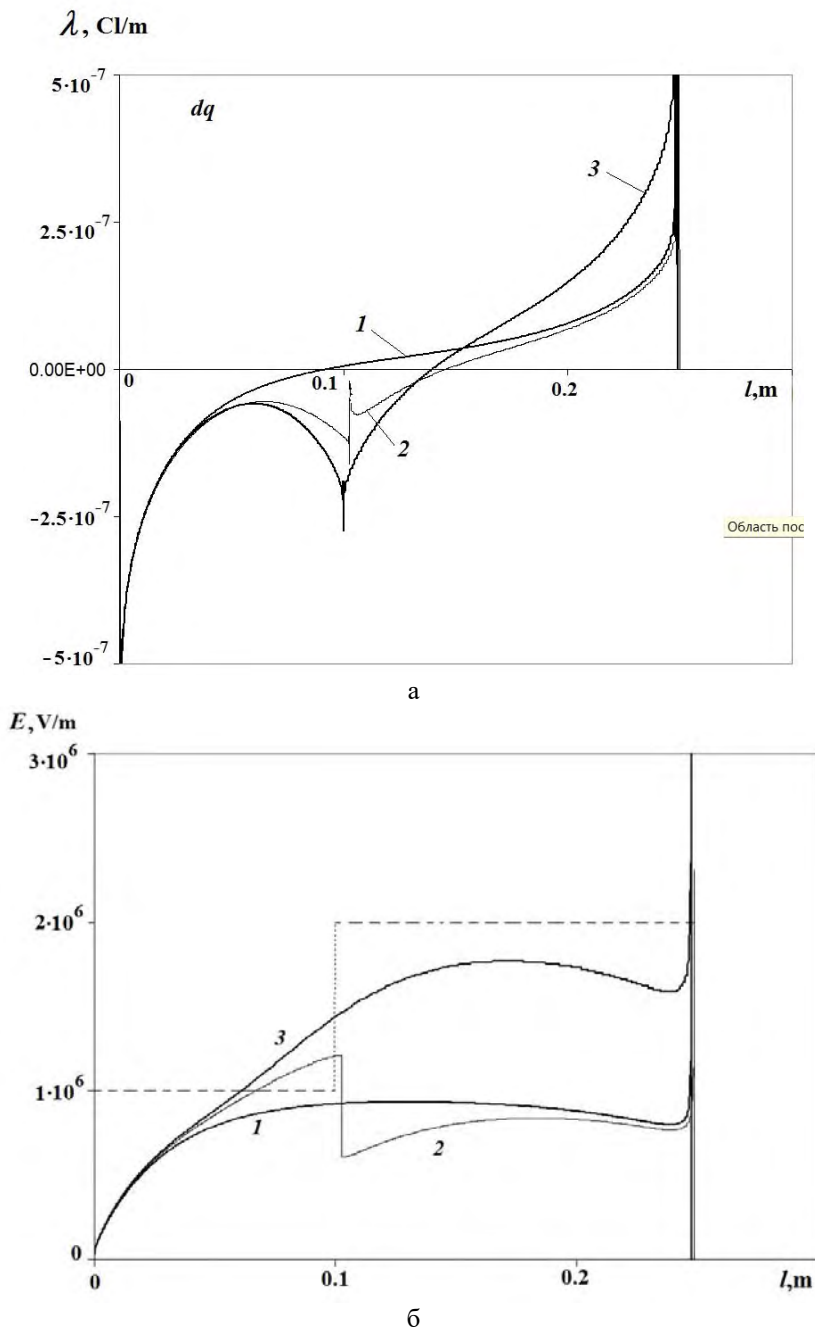 λ, Cl/m
5·10⁻⁷
dq
3
2.5·10⁻⁷
1
0.00E+00
0
0.1
0.2
l,m
2
−2.5·10⁻⁷
Область пос
−5·10⁻⁷
а
E, V/m
3·10⁶
2·10⁶
3
1·10⁶
1
2
0
0
0.1
0.2
l,m
б